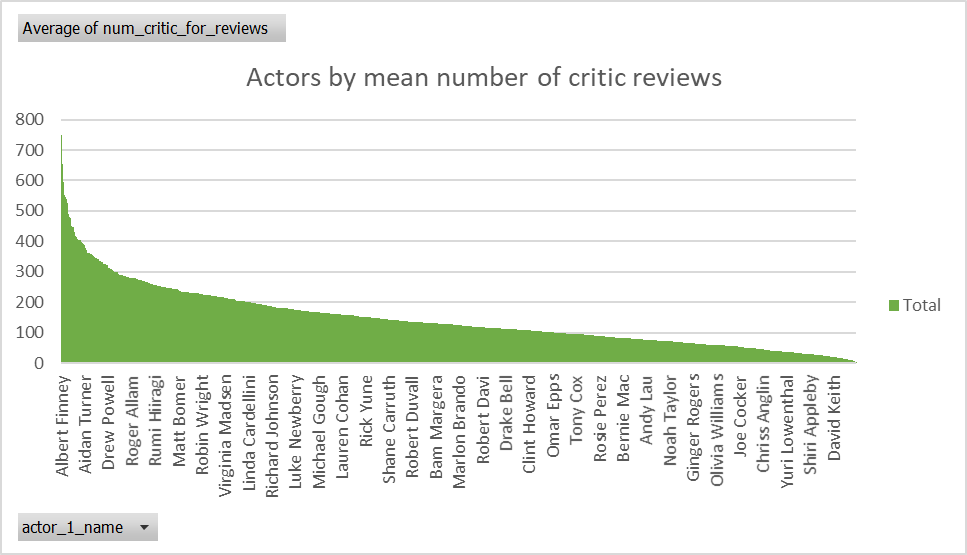 Average of num_critic_for_reviews
Actors by mean number of critic reviews
800
700
600
500
400
300
200
100
0
Total
Albert Finney
Aidan Turner
Drew Powell
Roger Allam
Rumi Hiiragi
Matt Bomer
Robin Wright
Virginia Madsen
Linda Cardellini
Richard Johnson
Luke Newberry
Michael Gough
Lauren Cohan
Rick Yune
Shane Carruth
Robert Duvall
Bam Margera
Marlon Brando
Robert Davi
Drake Bell
Clint Howard
Omar Epps
Tony Cox
Rosie Perez
Bernie Mac
Andy Lau
Noah Taylor
Ginger Rogers
Olivia Williams
Joe Cocker
Chriss Anglin
Yuri Lowenthal
Shiri Appleby
David Keith
actor_1_name